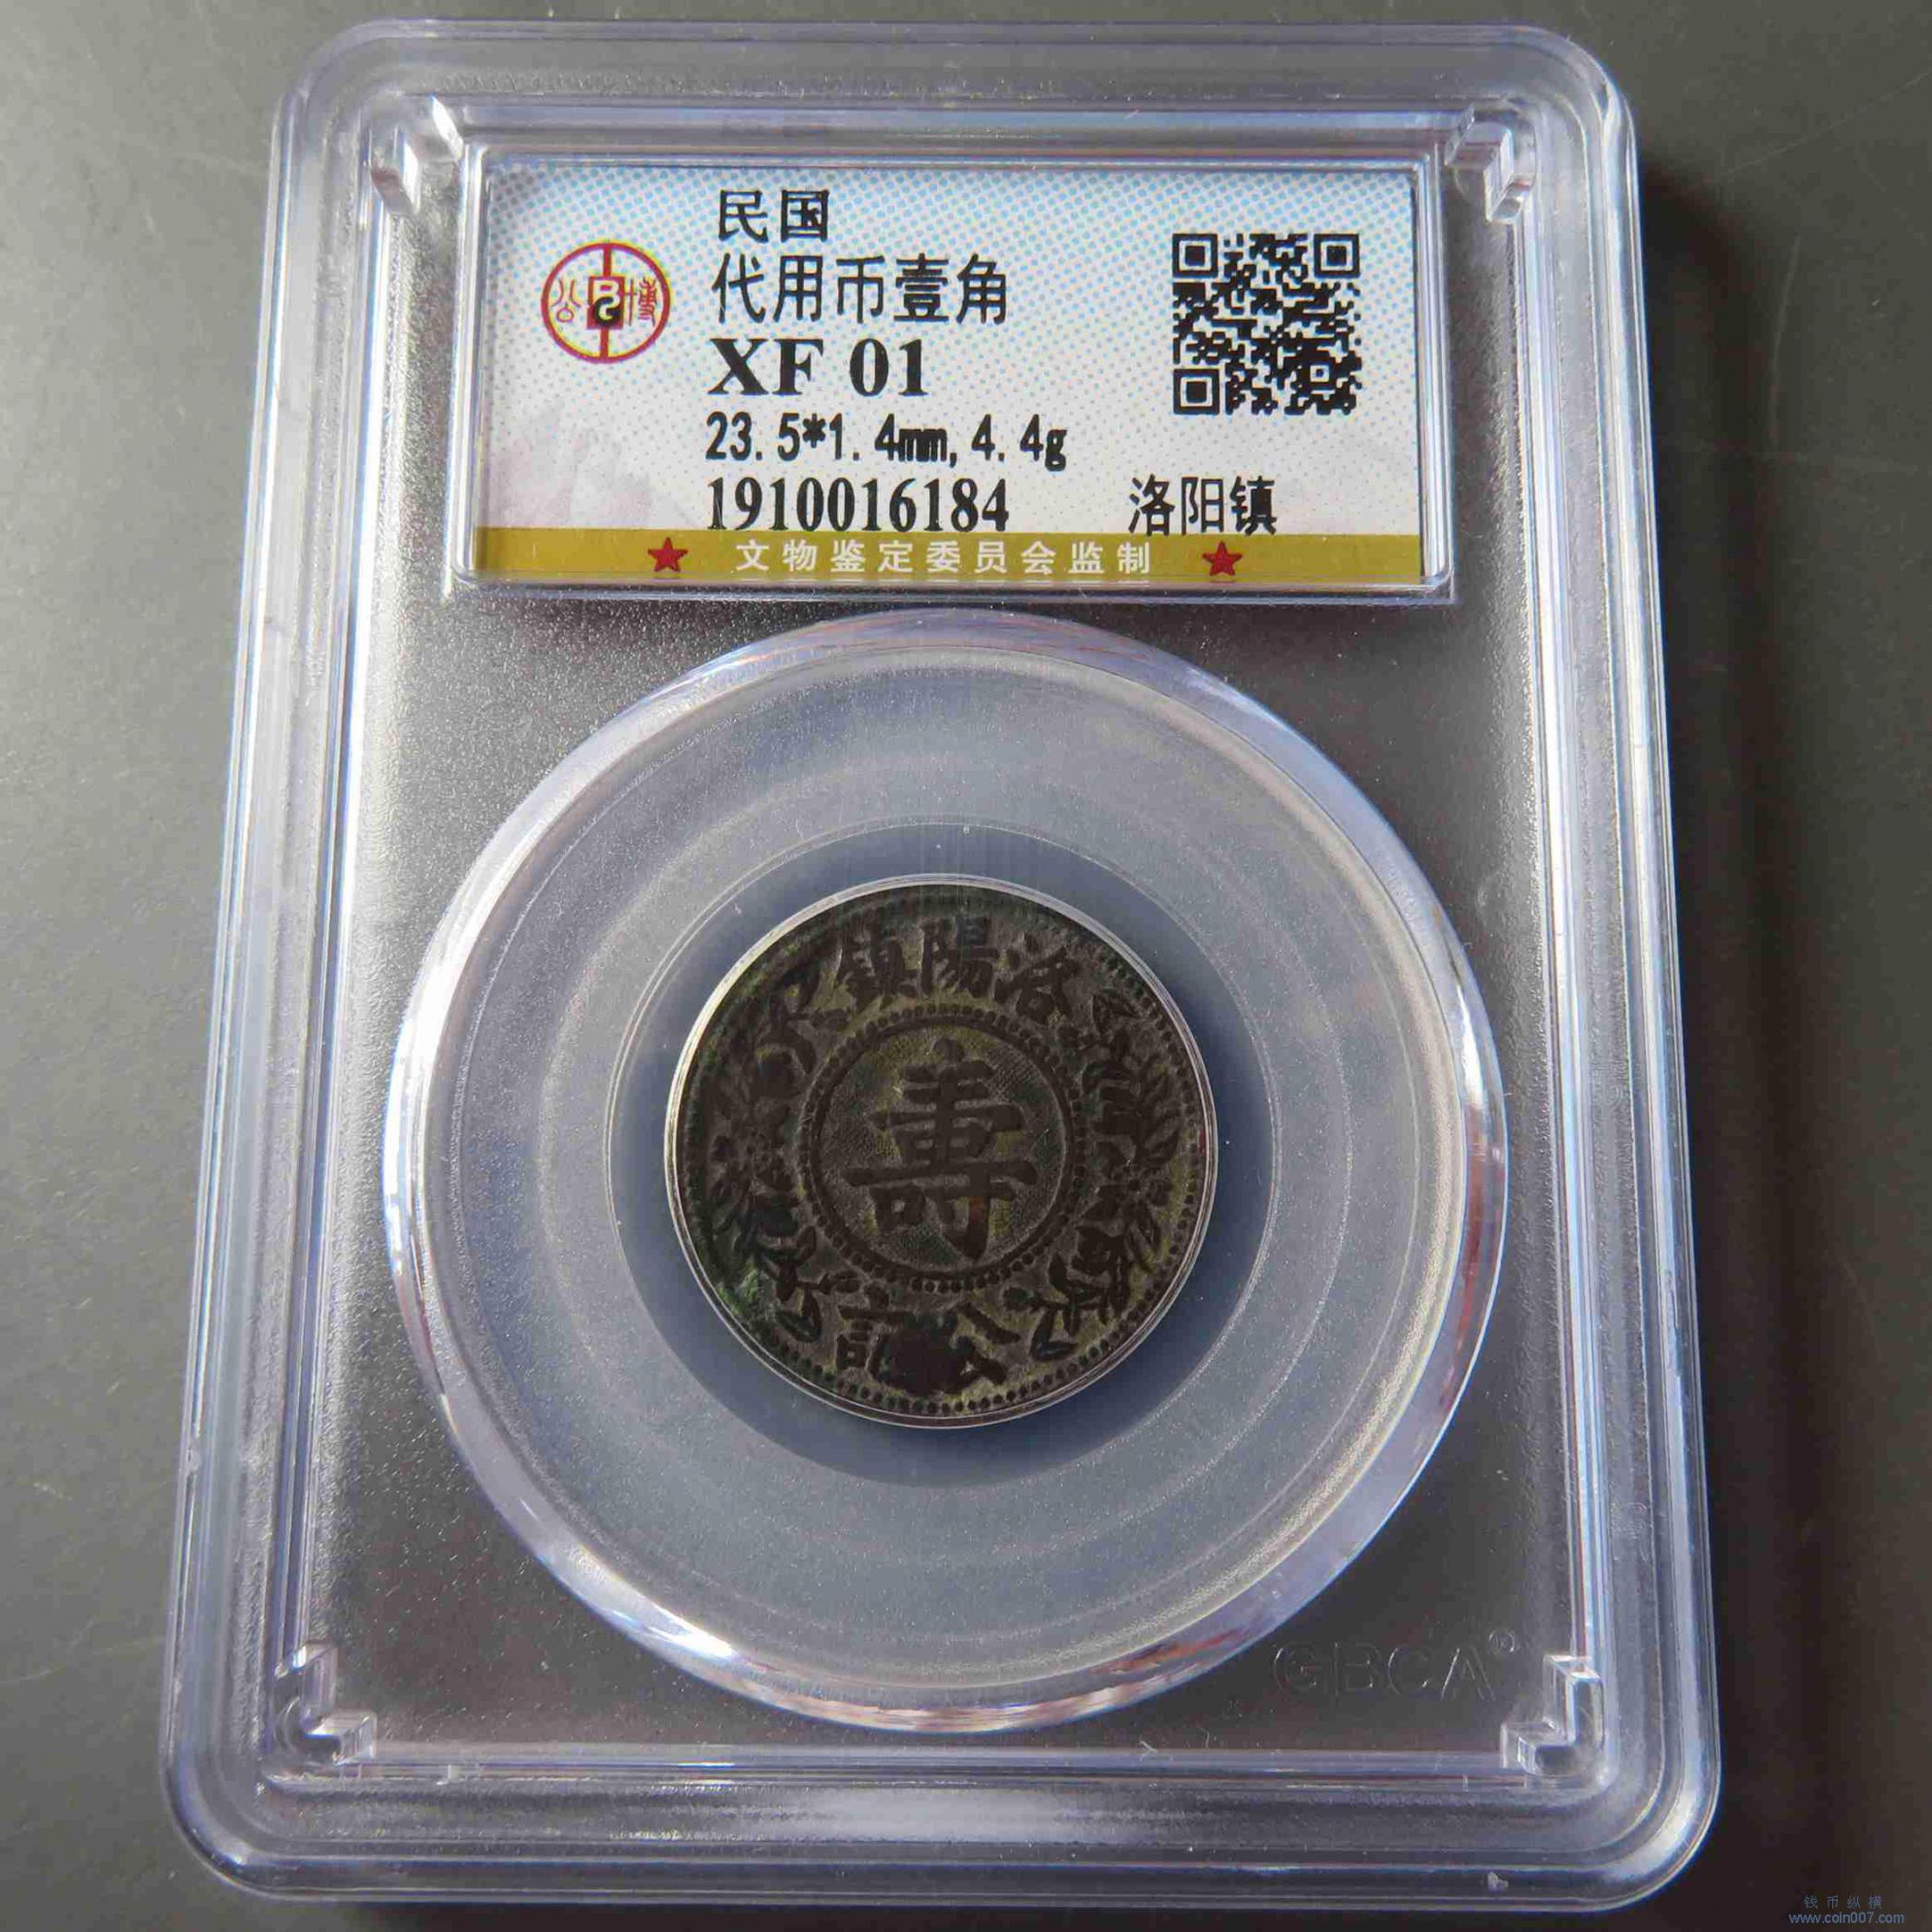 民国
代用币壹角
XF 01
23.5*1.4mm,4.4g
1910016184 洛阳镇
公博
文物鉴定委员会监制
洛陽鎮
壽
公記
GBCA®
钱币纵横
www.coin007.com